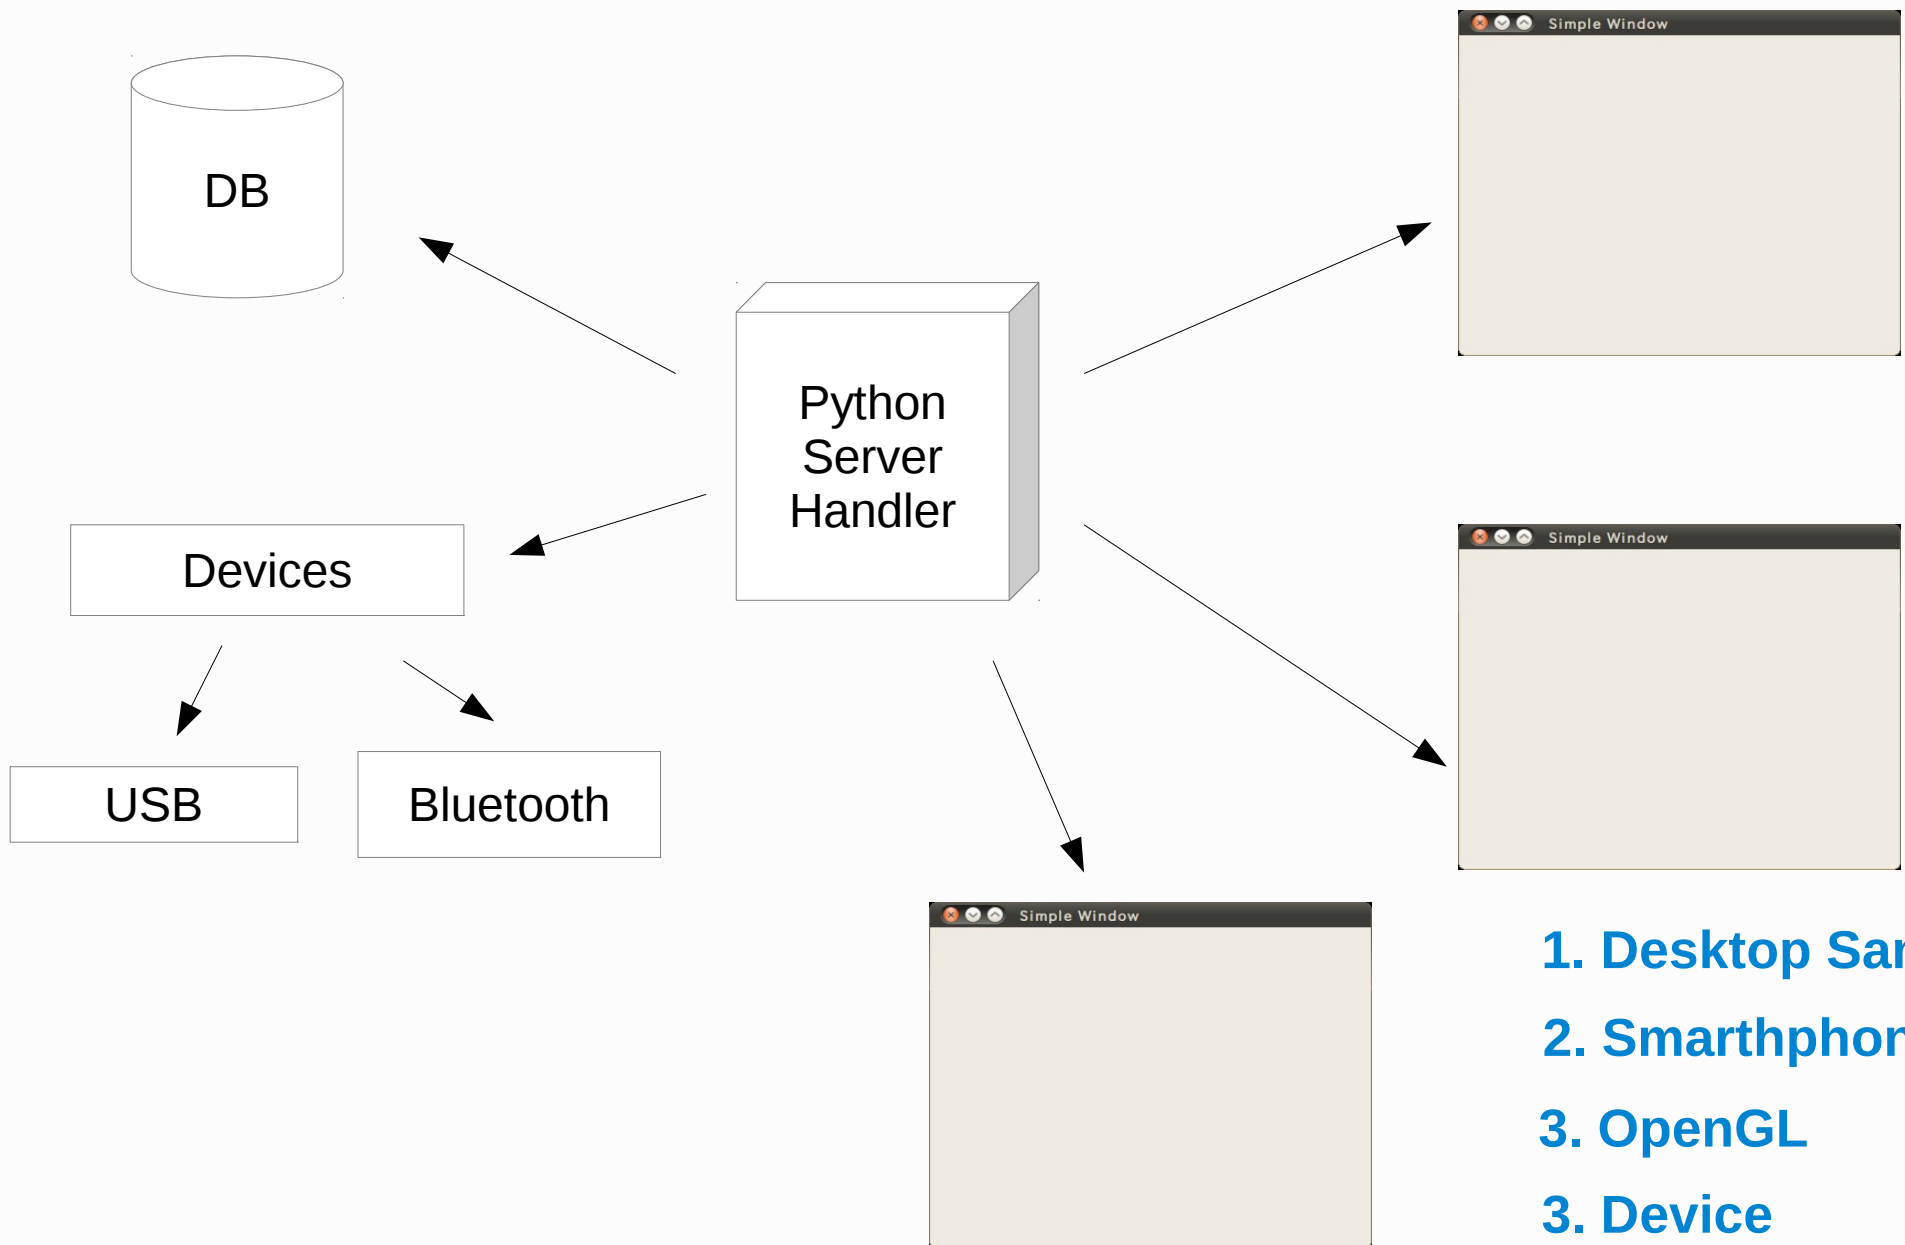 Simple Window
DB
Python
Server
Handler
Devices
Simple Window
USB
Bluetooth
Simple Window
1. Desktop
2.
3. OpenGL
3. Device